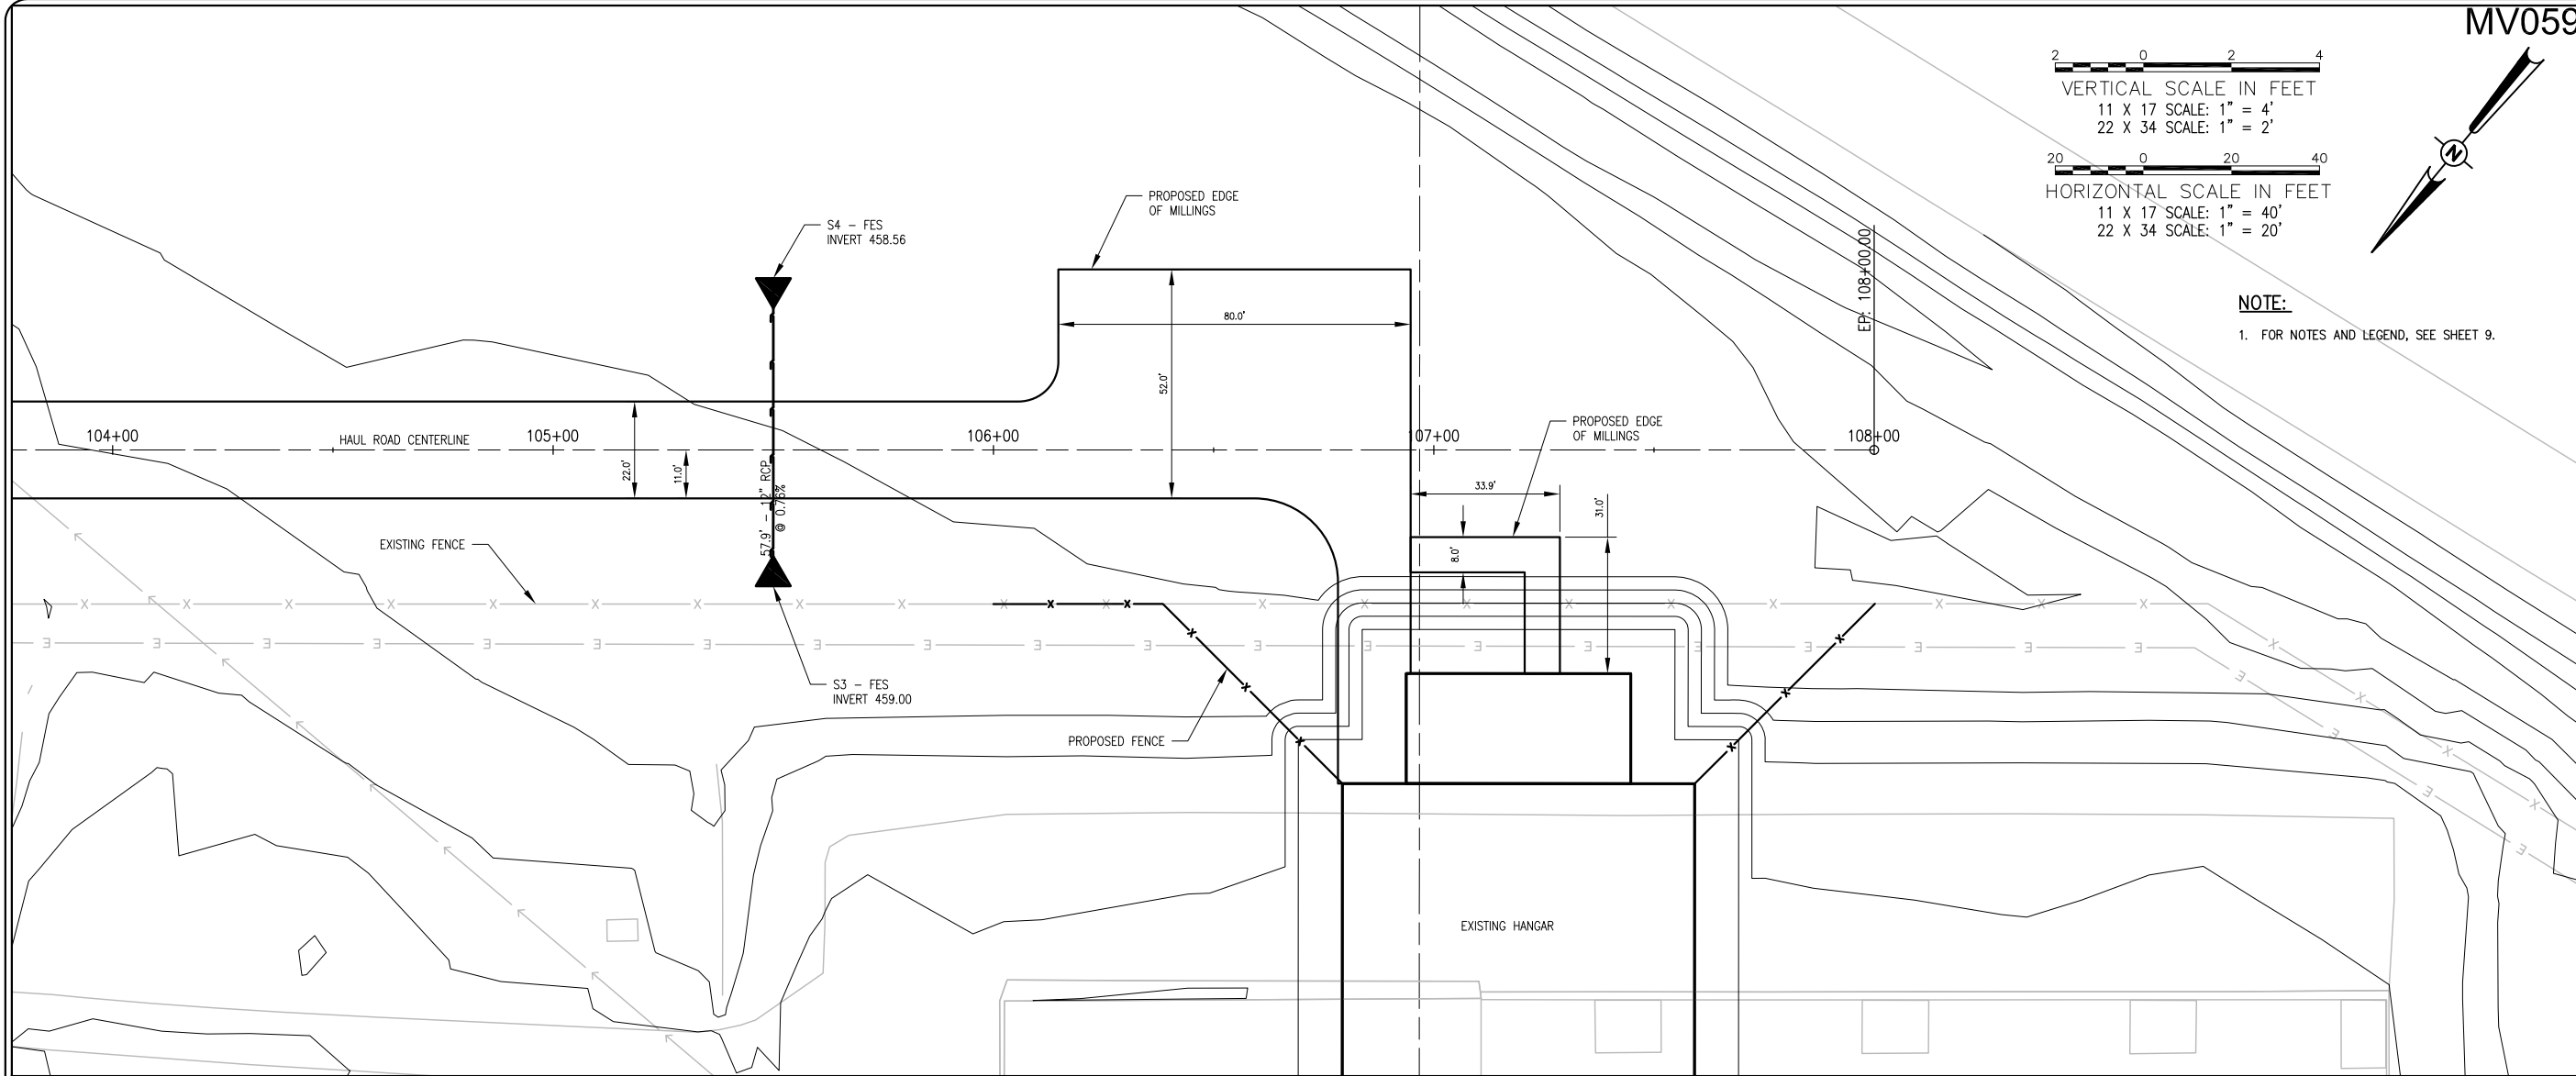 MV059
2 0 2 4
VERTICAL SCALE IN FEET
11 X 17 SCALE: 1" = 4'
22 X 34 SCALE: 1" = 2'
20 0 20 40
HORIZONTAL SCALE IN FEET
11 X 17 SCALE: 1" = 40'
22 X 34 SCALE: 1" = 20'
N
NOTE:
1. FOR NOTES AND LEGEND, SEE SHEET 9.
PROPOSED EDGE
OF MILLINGS
S4 - FES
INVERT 458.56
EP: 108+00.00
80.0'
52.0'
104+00
HAUL ROAD CENTERLINE
105+00
106+00
107+00
108+00
PROPOSED EDGE
OF MILLINGS
22.0'
11.0'
57.9' - 12" RCP
@ 0.76%
33.9'
31.0'
8.0'
EXISTING FENCE
S3 - FES
INVERT 459.00
PROPOSED FENCE
EXISTING HANGAR